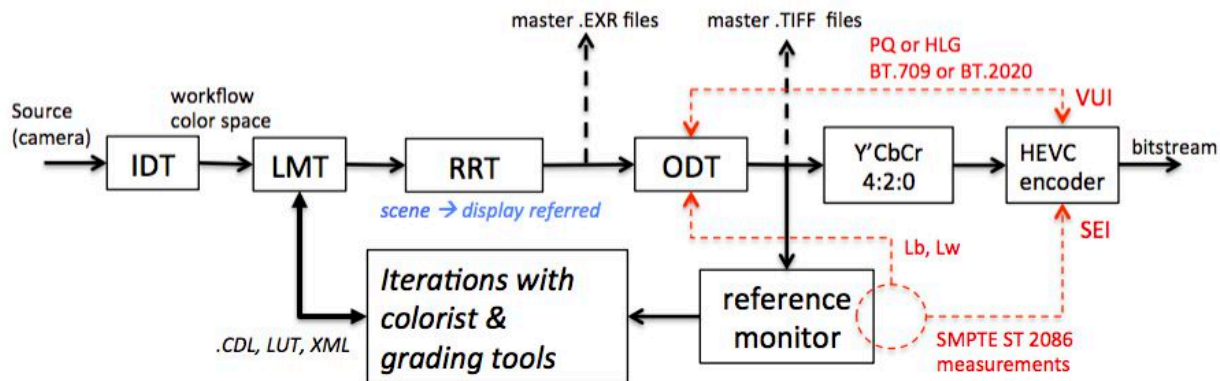 master .EXR files
master .TIFF files
PQ or HLG
BT.709 or BT.2020
VUI
Source
(camera)
workflow
color space
IDT
LMT
RRT
ODT
Y'CbCr
4:2:0
HEVC
encoder
bitstream
scene → display referred
SEI
Lb, Lw
Iterations with
colorist &
grading tools
reference
monitor
.CDL, LUT, XML
SMPTE ST 2086
measurements